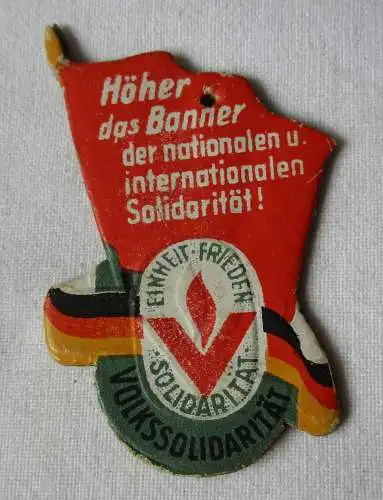 Höher
das Banner
der nationalen u.
internationalen
Solidarität!
EINHEIT · FRIEDEN
· SOLIDARITÄT ·
VOLKSSOLIDARITÄT